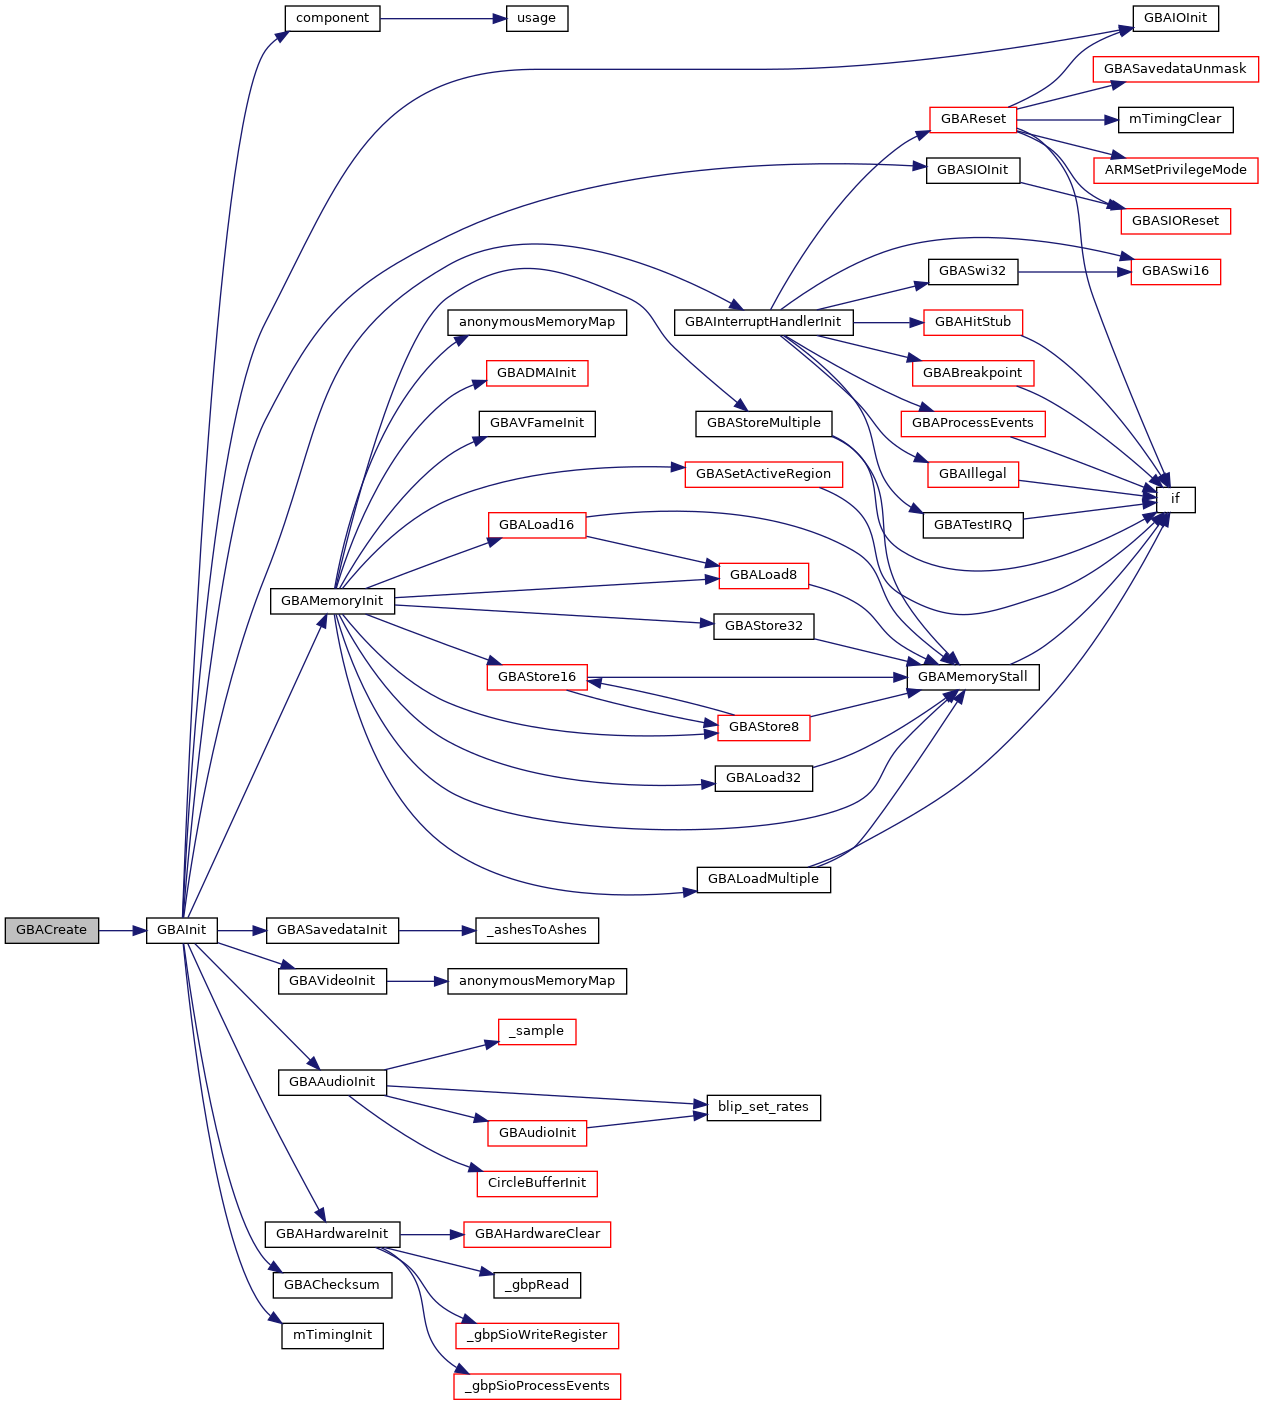 component
usage
GBAIOInit
GBASavedataUnmask
GBAReset
mTimingClear
GBASIOInit
ARMSetPrivilegeMode
GBASIOReset
GBASwi32
GBASwi16
anonymousMemoryMap
GBAInterruptHandlerInit
GBAHitStub
GBADMAInit
GBABreakpoint
GBAVFameInit
GBAStoreMultiple
GBAProcessEvents
GBASetActiveRegion
GBAIllegal
if
GBALoad16
GBATestIRQ
GBALoad8
GBAMemoryInit
GBAStore32
GBAStore16
GBAMemoryStall
GBAStore8
GBALoad32
GBALoadMultiple
GBACreate
GBAInit
GBASavedataInit
_ashesToAshes
GBAVideoInit
anonymousMemoryMap
_sample
GBAAudioInit
blip_set_rates
GBAudioInit
CircleBufferInit
GBAHardwareInit
GBAHardwareClear
GBAChecksum
_gbpRead
mTimingInit
_gbpSioWriteRegister
_gbpSioProcessEvents